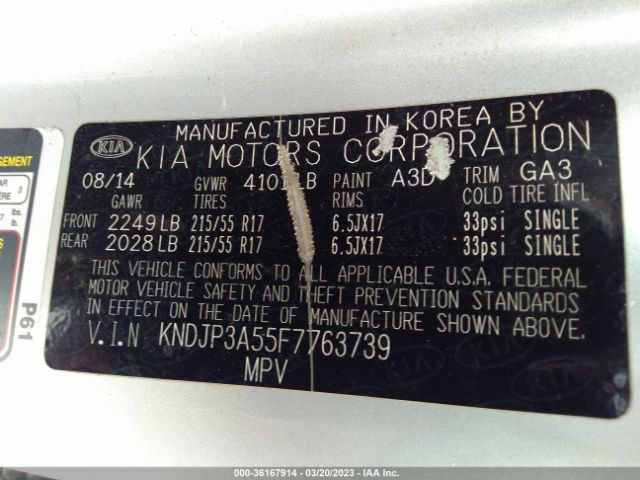 MANUFACTURED IN KOREA BY
KIA KIA MOTORS CORPORATION
08/14 GVWR PAINT TRIM GA3
GAWR TIRES RIMS COLD TIRE INFL
FRONT 2249LB 215/55 R17 6.5JX17 33psi SINGLE
REAR 2028LB 215/55 R17 6.5JX17 33psi SINGLE
THIS VEHICLE CONFORMS TO ALL APPLICABLE U.S.A. FEDERAL
MOTOR VEHICLE SAFETY AND THEFT PREVENTION STANDARDS
IN EFFECT ON THE DATE OF MANUFACTURE SHOWN ABOVE.
V.I.N KNDJP3A55F7763739
MPV
P61
000-36167914 - 03/20/2023 - IAA Inc.